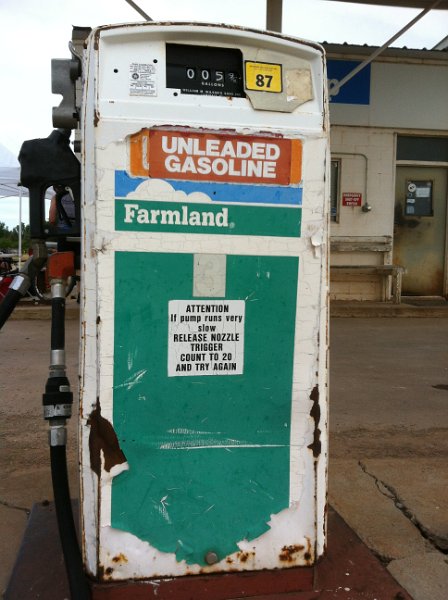 005
GALLONS
87
UNLEADED
GASOLINE
Farmland
ATTENTION
If pump runs very
slow
RELEASE NOZZLE
TRIGGER
COUNT TO 20
AND TRY AGAIN
EMERGENCY